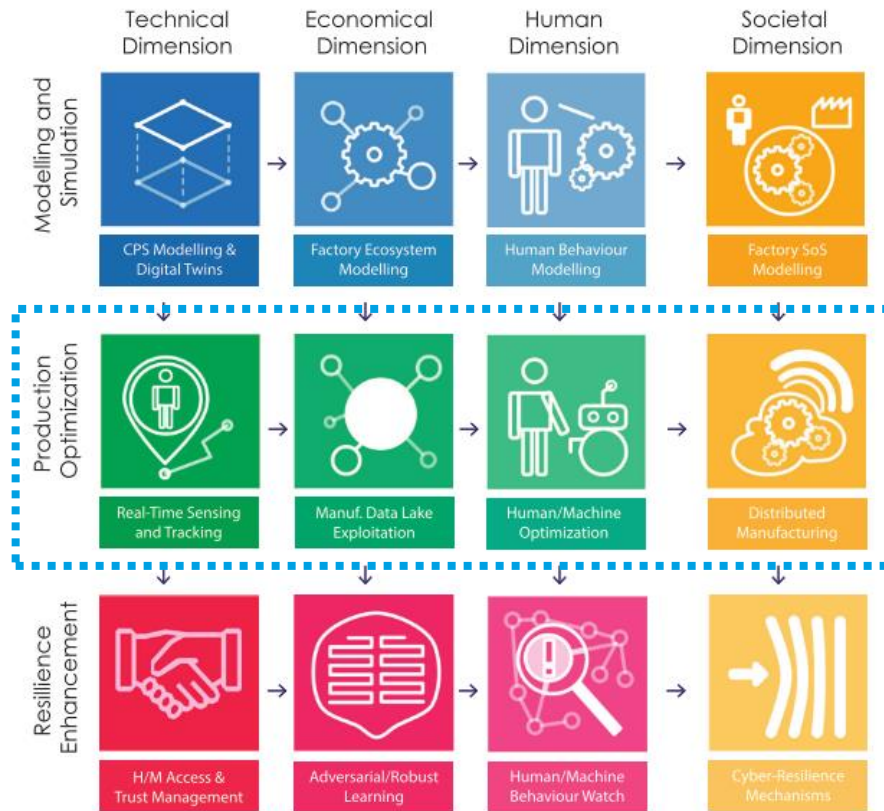 Technical
Dimension
Economical
Dimension
Human
Dimension
Societal
Dimension
Modelling and
Simulation
CPS Modelling &
Digital Twins
Factory Ecosystem
Modelling
Human Behaviour
Modelling
Factory SoS
Modelling
Production
Optimization
Real-Time Sensing
and Tracking
Manuf. Data Lake
Exploitation
Human/Machine
Optimization
Distributed
Manufacturing
Resillience
Enhancement
H/M Access &
Trust Management
Adversarial/Robust
Learning
Human/Machine
Behaviour Watch
Cyber-Resilience
Mechanisms